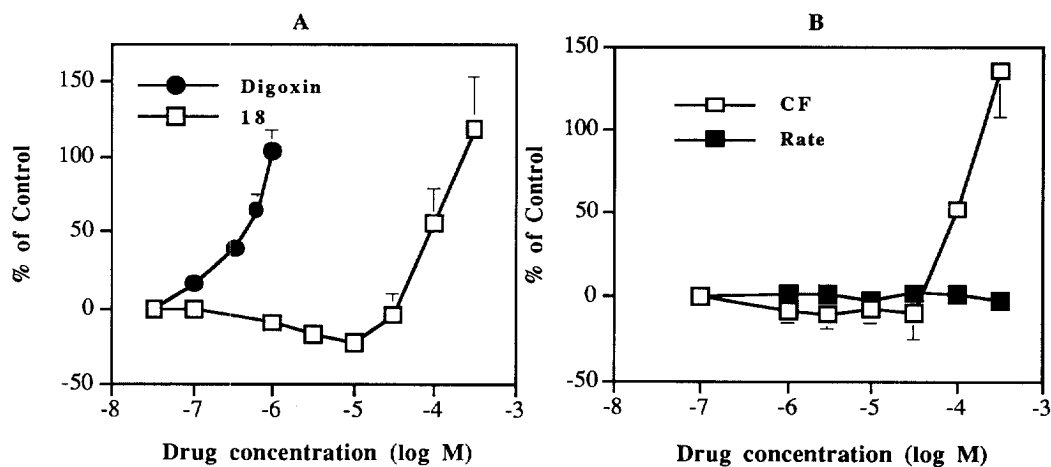 A
% of Control
150
100
50
0
-50
Digoxin
18
-8
-7
-6
-5
-4
-3
Drug concentration (log M)
B
% of Control
150
100
50
0
-50
CF
Rate
-8
-7
-6
-5
-4
-3
Drug concentration (log M)